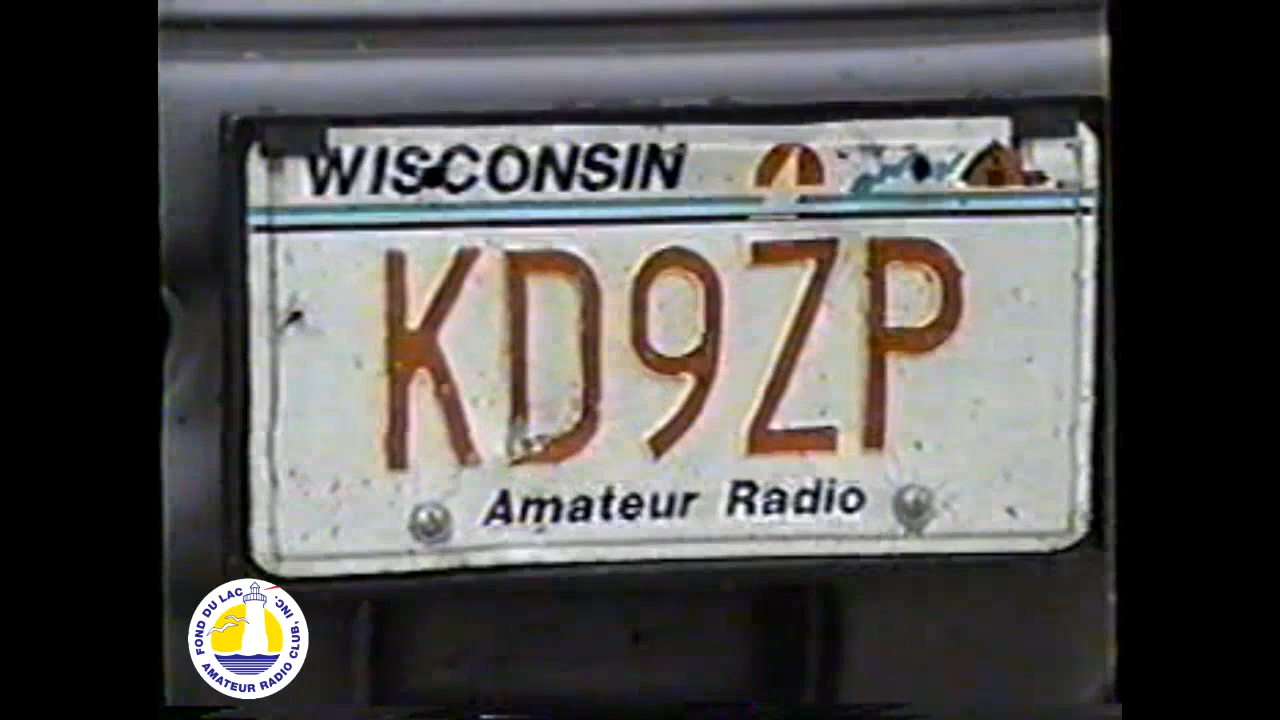 WISCONSIN
KD9ZP
Amateur Radio
FOND DU LAC
AMATEUR RADIO CLUB, INC.